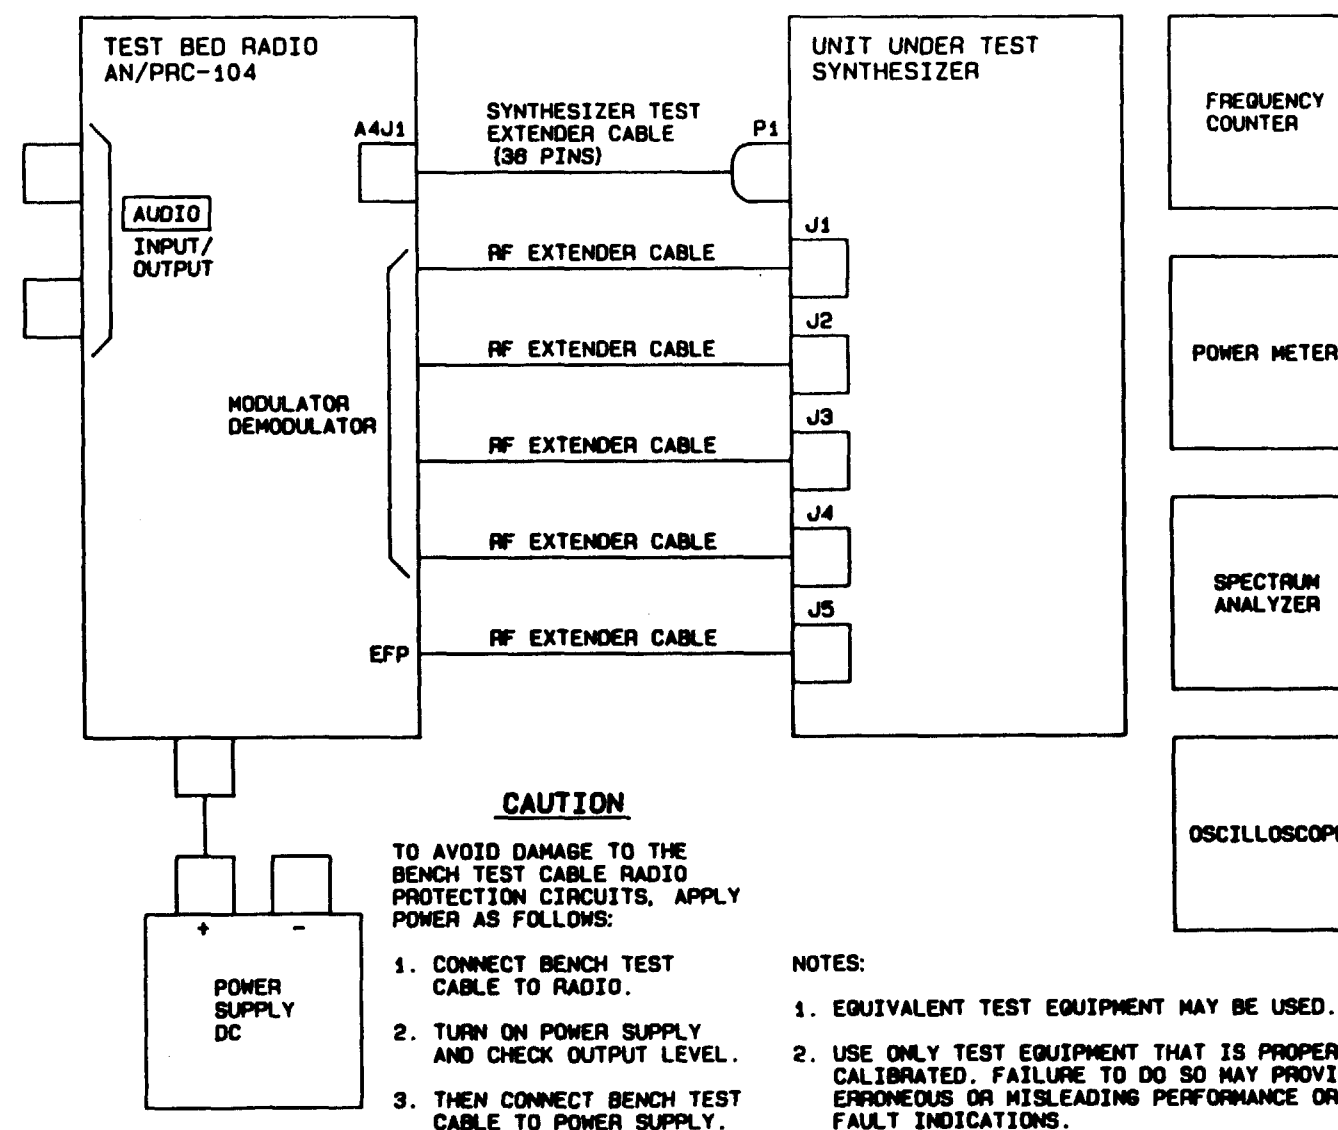 TEST BED RADIO
AN/PRC-104
A4J1
AUDIO
INPUT/
OUTPUT
MODULATOR
DEMODULATOR
EFP
SYNTHESIZER TEST
EXTENDER CABLE
(38 PINS)
RF EXTENDER CABLE
RF EXTENDER CABLE
RF EXTENDER CABLE
RF EXTENDER CABLE
RF EXTENDER CABLE
UNIT UNDER TEST
SYNTHESIZER
P1
J1
J2
J3
J4
J5
FREQUENCY
COUNTER
POWER METER
SPECTRUM
ANALYZER
OSCILLOSCOPE
+ -
POWER
SUPPLY
DC
CAUTION
TO AVOID DAMAGE TO THE
BENCH TEST CABLE RADIO
PROTECTION CIRCUITS, APPLY
POWER AS FOLLOWS:
1. CONNECT BENCH TEST
CABLE TO RADIO.
2. TURN ON POWER SUPPLY
AND CHECK OUTPUT LEVEL.
3. THEN CONNECT BENCH TEST
CABLE TO POWER SUPPLY.
NOTES:
1. EQUIVALENT TEST EQUIPMENT MAY BE USED.
2. USE ONLY TEST EQUIPMENT THAT IS PROPER
CALIBRATED. FAILURE TO DO SO MAY PROVI
ERRONEOUS OR MISLEADING PERFORMANCE OR
FAULT INDICATIONS.